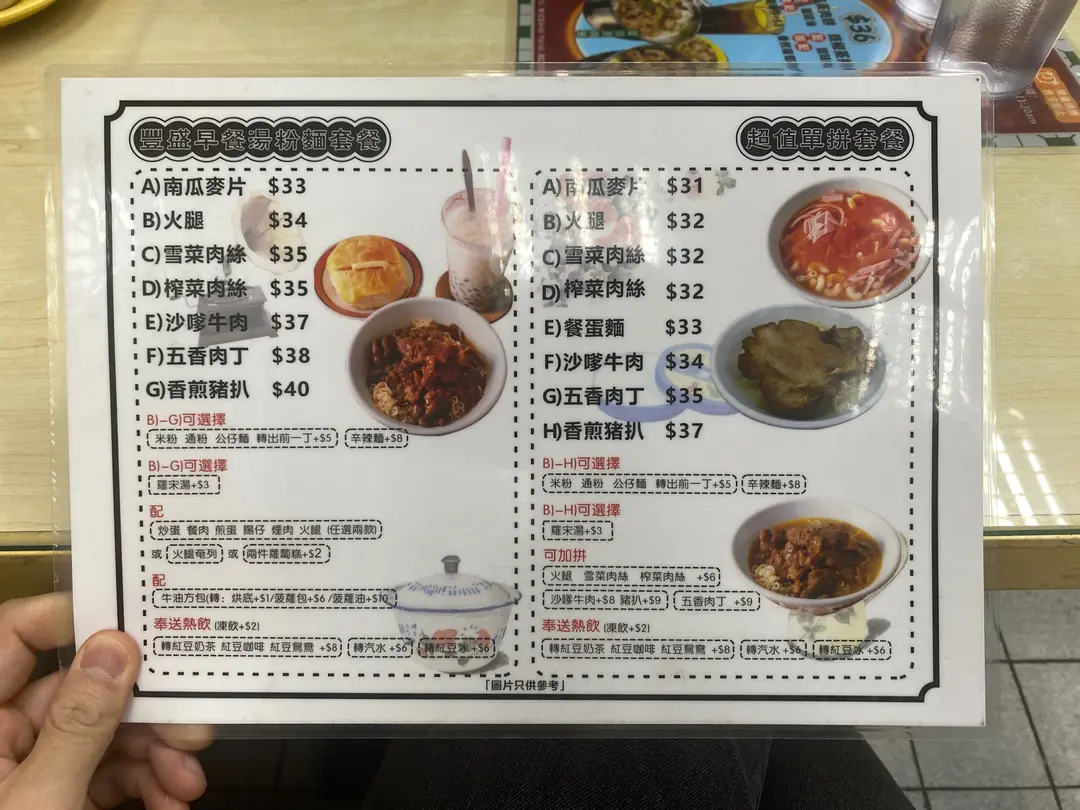 豐盛早餐湯粉麵套餐
A)南瓜麥片 $33
B)火腿 $34
C)雪菜肉絲 $35
D)榨菜肉絲 $35
E)沙嗲牛肉 $37
F)五香肉丁 $38
G)香煎豬扒 $40
B)-G)可選擇
米粉 通粉 公仔麵 轉出前一丁+$5 辛辣麵+$8
B)-G)可選擇
羅宋湯+$3
配
炒蛋 餐肉 煎蛋 腸仔 煙肉 火腿 (任選兩款)
或 火腿奄列 或 兩件蘿蔔糕+$2
配
牛油方包(轉: 烘底+$1/菠蘿包+$6 /菠蘿油+$10
奉送熱飲 (凍飲+$2)
轉紅豆奶茶 紅豆咖啡 紅豆鴛鴦 +$8 轉汽水 +$6 轉紅豆冰 +$6
超值單拼套餐
A)南瓜麥片 $31
B)火腿 $32
C)雪菜肉絲 $32
D)榨菜肉絲 $32
E)餐蛋麵 $33
F)沙嗲牛肉 $34
G)五香肉丁 $35
H)香煎豬扒 $37
B)-H)可選擇
米粉 通粉 公仔麵 轉出前一丁+$5 辛辣麵+$8
B)-H)可選擇
羅宋湯+$3
可加拼
火腿 雪菜肉絲 榨菜肉絲 +$6
沙嗲牛肉+$8 豬扒+$9 五香肉丁 +$9
奉送熱飲 (凍飲+$2)
轉紅豆奶茶 紅豆咖啡 紅豆鴛鴦 +$8 轉汽水 +$6 轉紅豆冰 +$6
「圖片只供參考」
$36
11:30am